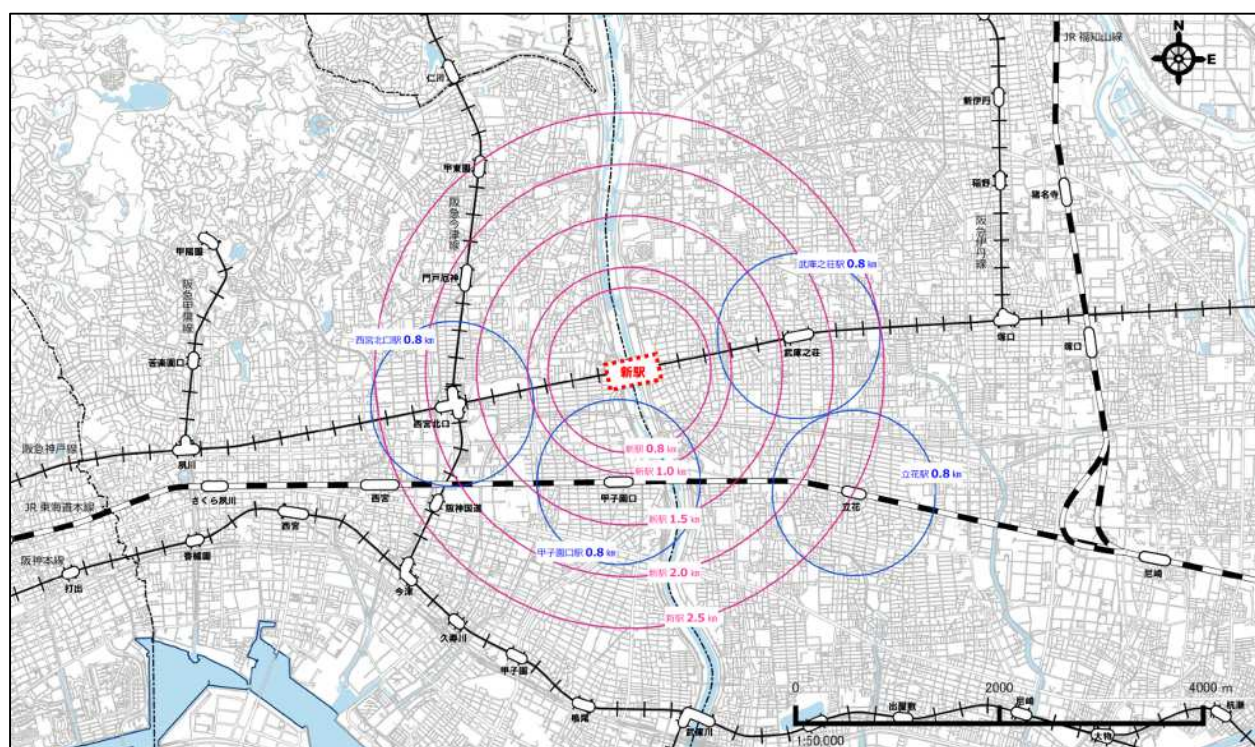 N
E
JR 福知山線
仁川
新伊丹
甲東園
稲野
猪名寺
阪急今津線
阪急伊丹線
甲陽園
門戸厄神
武庫之荘駅 0.8 ㎞
阪急甲陽線
西宮北口駅 0.8 ㎞
塚口
塚口
武庫之荘
苦楽園口
新駅
西宮北口
阪急神戸線
夙川
新駅 0.8 ㎞
新駅 1.0 ㎞
立花駅 0.8 ㎞
さくら夙川
西宮
甲子園口
立花
JR 東海道本線
阪神国道
西宮
新駅 1.5 ㎞
香櫨園
甲子園口駅 0.8 ㎞
阪神本線
打出
今津
新駅 2.0 ㎞
尼崎
久寿川
新駅 2.5 ㎞
甲子園
鳴尾
武庫川
0
2000
4000 m
出屋敷
尼崎
大物
杭瀬
1:50,000